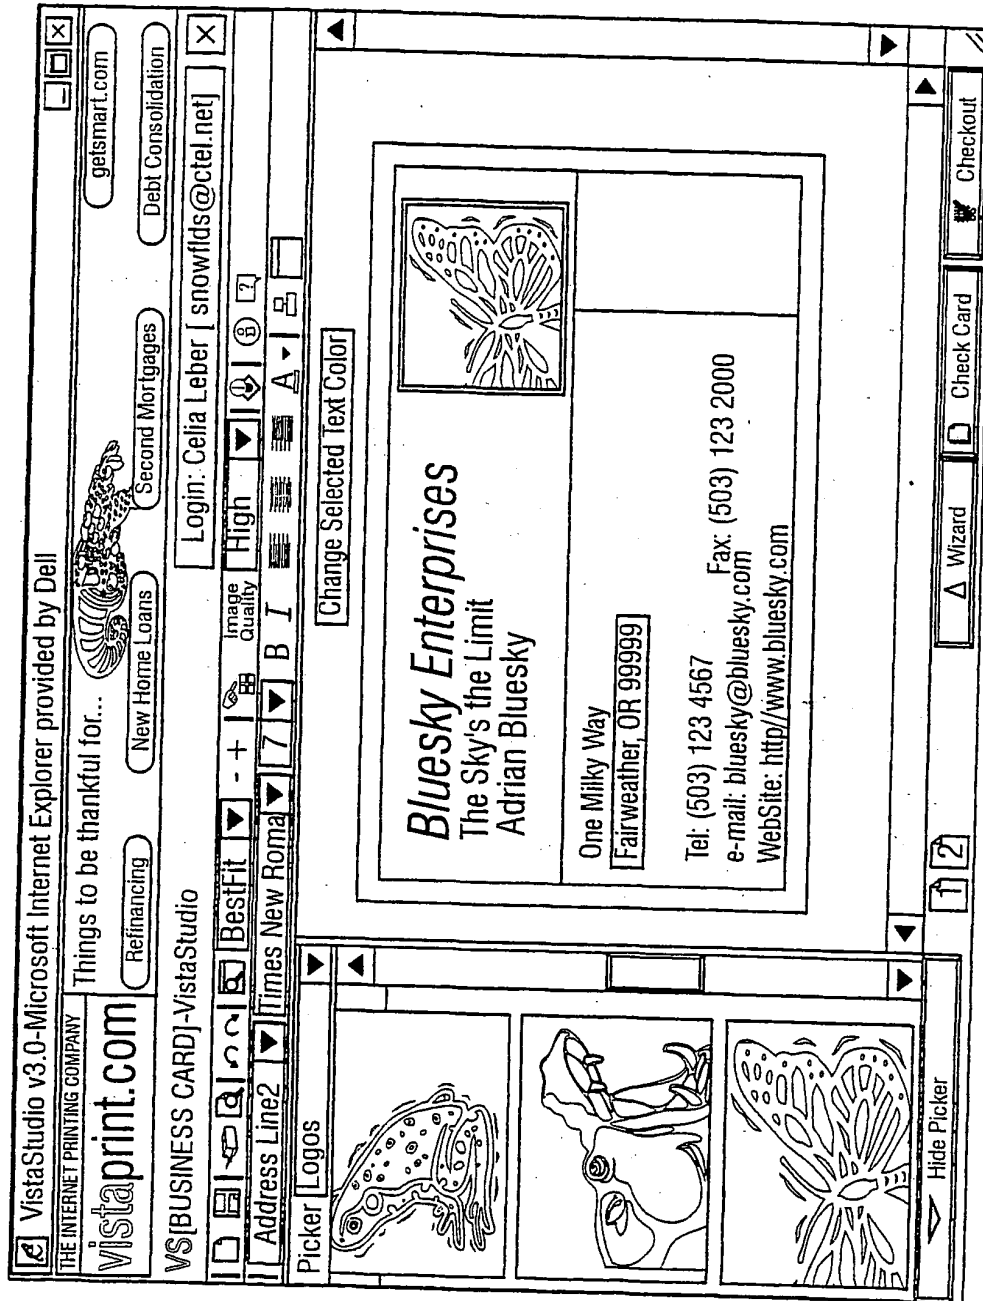 VistaStudio v3.0-Microsoft Internet Explorer provided by Dell
THE INTERNET PRINTING COMPANY
vistaprint.com
Things to be thankful for...
getsmart.com
Refinancing
New Home Loans
Second Mortgages
Debt Consolidation
VS[BUSINESS CARD]-VistaStudio
Login: Celia Leber [ snowflds@ctel.net]
BestFit - + Image Quality High ?
Address Line2 Times New Roma 7 B I A
Picker Logos
Change Selected Text Color
Bluesky Enterprises
The Sky's the Limit
Adrian Bluesky
One Milky Way
Fairweather, OR 99999
Tel: (503) 123 4567 Fax: (503) 123 2000
e-mail: bluesky@bluesky.com
WebSite: http//www.bluesky.com
Hide Picker
1 2
Wizard
Check Card
Checkout